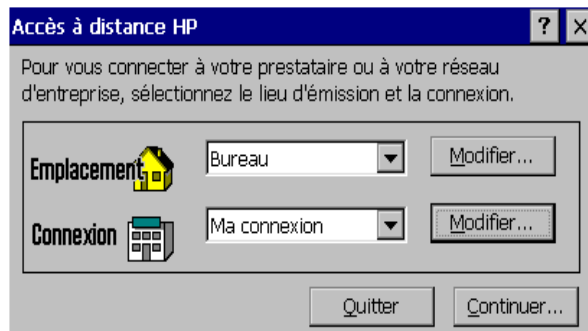 Accès à distance HP ? ×
Pour vous connecter à votre prestataire ou à votre réseau
d'entreprise, sélectionnez le lieu d'émission et la connexion.
Emplacement Bureau Modifier...
Connexion Ma connexion Modifier...
Quitter Continuer...